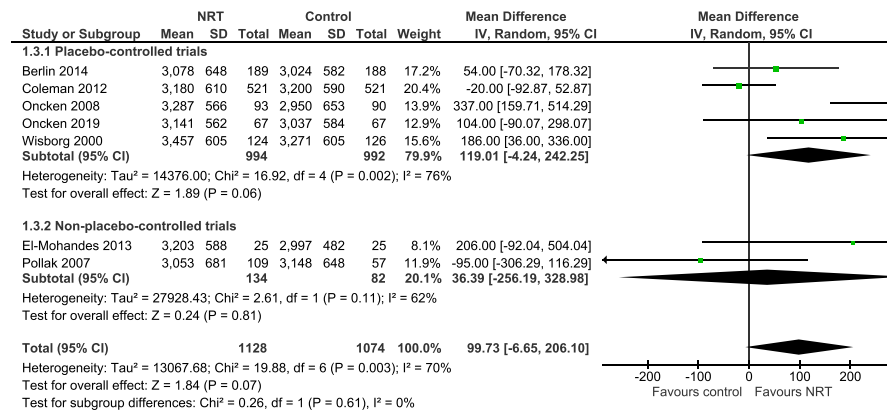 NRT Control Mean Difference Mean Difference
Study or Subgroup Mean SD Total Mean SD Total Weight IV, Random, 95% CI IV, Random, 95% CI
1.3.1 Placebo-controlled trials
Berlin 2014 3,078 648 189 3,024 582 188 17.2% 54.00 [-70.32, 178.32]
Coleman 2012 3,180 610 521 3,200 590 521 20.4% -20.00 [-92.87, 52.87]
Oncken 2008 3,287 566 93 2,950 653 90 13.9% 337.00 [159.71, 514.29]
Oncken 2019 3,141 562 67 3,037 584 67 12.9% 104.00 [-90.07, 298.07]
Wisborg 2000 3,457 605 124 3,271 605 126 15.6% 186.00 [36.00, 336.00]
Subtotal (95% CI) 994 992 79.9% 119.01 [-4.24, 242.25]
Heterogeneity: Tau² = 14376.00; Chi² = 16.92, df = 4 (P = 0.002); I² = 76%
Test for overall effect: Z = 1.89 (P = 0.06)
1.3.2 Non-placebo-controlled trials
El-Mohandes 2013 3,203 588 25 2,997 482 25 8.1% 206.00 [-92.04, 504.04]
Pollak 2007 3,053 681 109 3,148 648 57 11.9% -95.00 [-306.29, 116.29]
Subtotal (95% CI) 134 82 20.1% 36.39 [-256.19, 328.98]
Heterogeneity: Tau² = 27928.43; Chi² = 2.61, df = 1 (P = 0.11); I² = 62%
Test for overall effect: Z = 0.24 (P = 0.81)
Total (95% CI) 1128 1074 100.0% 99.73 [-6.65, 206.10]
Heterogeneity: Tau² = 13067.68; Chi² = 19.88, df = 6 (P = 0.003); I² = 70%
Test for overall effect: Z = 1.84 (P = 0.07)
Test for subgroup differences: Chi² = 0.26, df = 1 (P = 0.61), I² = 0%
-200 -100 0 100 200
Favours control Favours NRT